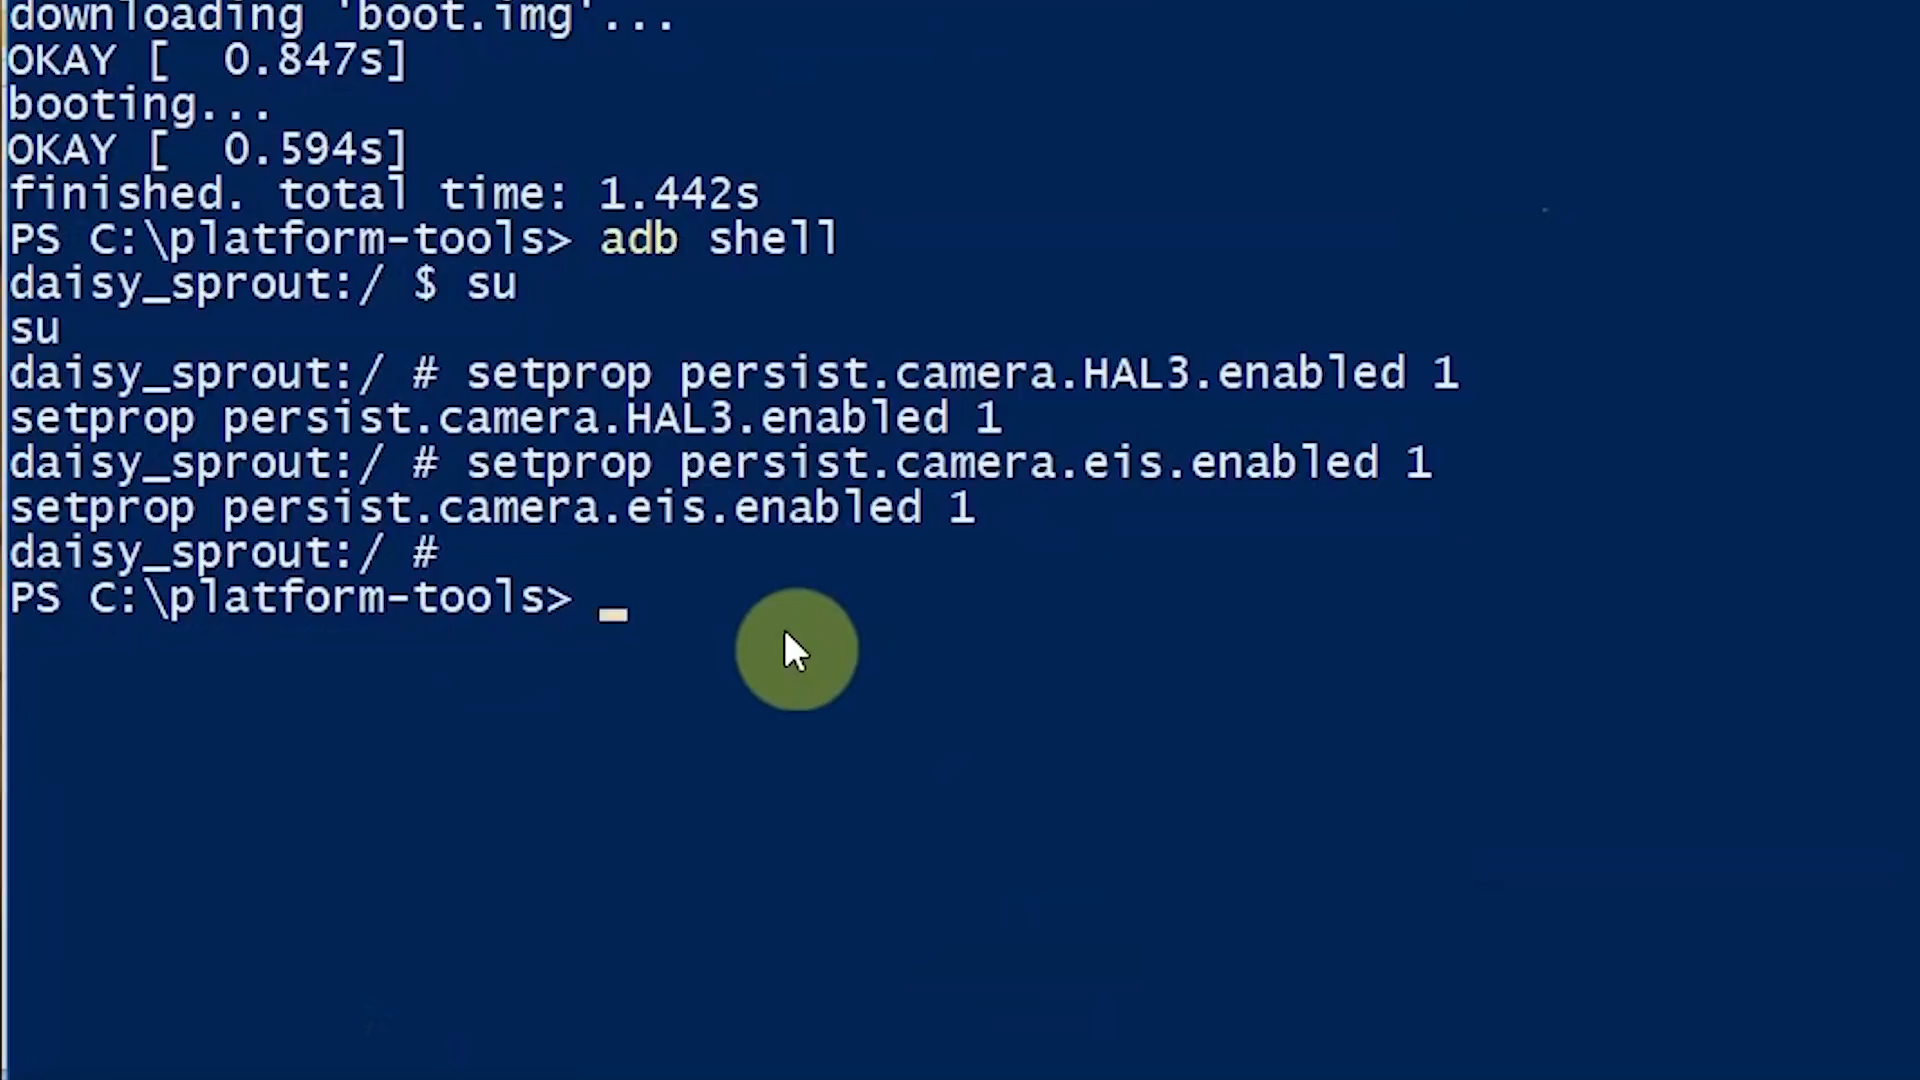 downloading 'boot.img'...
OKAY [  0.847s]
booting...
OKAY [  0.594s]
finished. total time: 1.442s
PS C:\platform-tools> adb shell
daisy_sprout:/ $ su
su
daisy_sprout:/ # setprop persist.camera.HAL3.enabled 1
setprop persist.camera.HAL3.enabled 1
daisy_sprout:/ # setprop persist.camera.eis.enabled 1
setprop persist.camera.eis.enabled 1
daisy_sprout:/ #
PS C:\platform-tools>